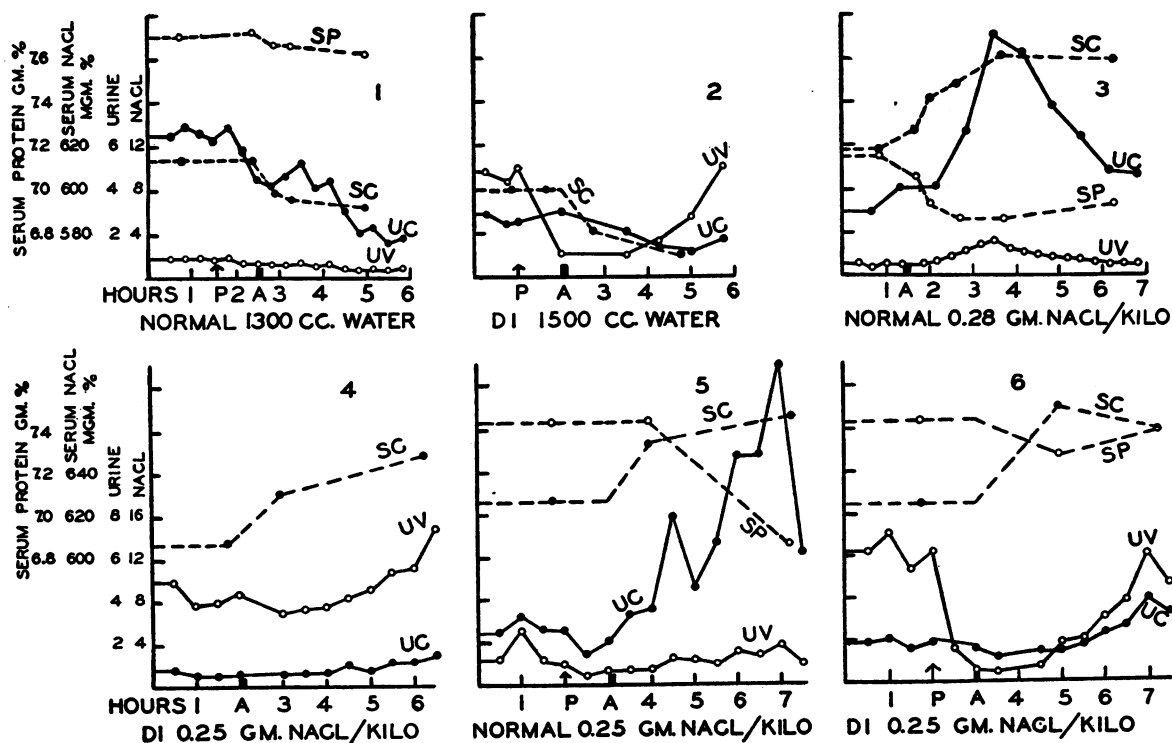 SERUM PROTEIN GM. %
SERUM NACL MGM. %
URINE NACL
7.6
7.4
7.2 620 6 12
7.0 600 4 8
6.8 580 2 4
SP
1
SC
UC
UV
HOURS 1 P 2 A 3 4 5 6
NORMAL 1300 CC. WATER
2
UV
SC
UC
P A 3 4 5 6
DI 1500 CC. WATER
SC
3
UC
SP
UV
1 A 2 3 4 5 6 7
NORMAL 0.28 GM. NACL/KILO
SERUM PROTEIN GM. %
SERUM NACL MGM. %
URINE NACL
7.4
7.2 640
7.0 620 8 16
6.8 600 6 12
4 8
2 4
4
SC
UV
UC
HOURS 1 A 3 4 5 6
DI 0.25 GM. NACL/KILO
5
SC
SP
UC
UV
1 P A 4 5 6 7
NORMAL 0.25 GM. NACL/KILO
6
SC
SP
UV
UC
1 P A 4 5 6 7
DI 0.25 GM. NACL/KILO